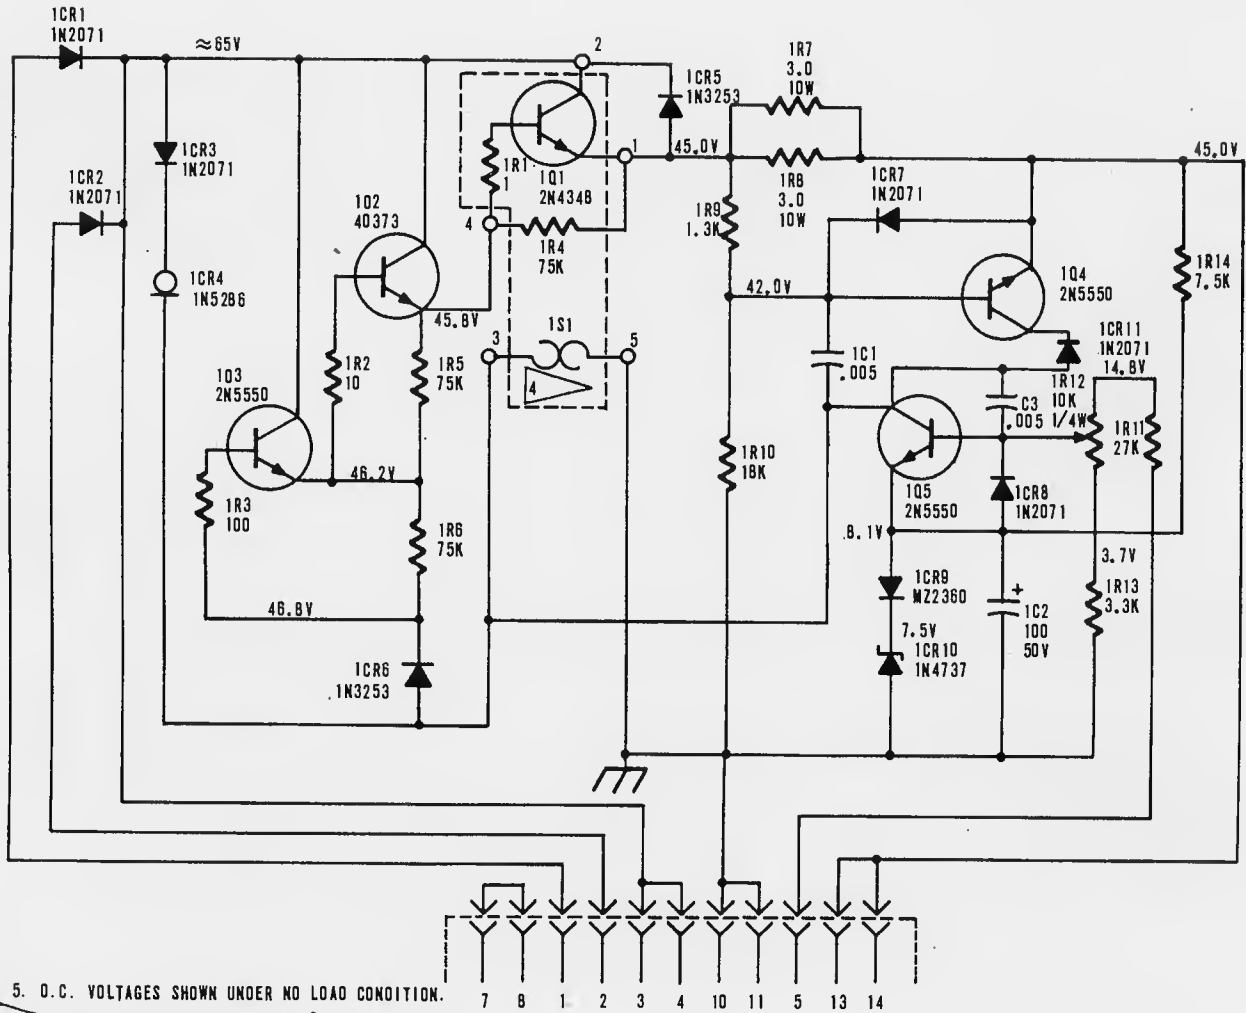 1CR1
1N2071
≈65V
2
1CR5
1N3253
1R7
3.0
10W
1CR3
1N2071
1CR2
1N2071
1R1
1
1Q1
2N4348
1
45.0V
45.0V
1R8
3.0
10W
1CR7
1N2071
1Q2
40373
4
1R4
75K
1R9
1.3K
1CR4
1N5286
45.8V
42.0V
1Q4
2N5550
1R14
7.5K
3
1S1
5
4
1R2
10
1R5
75K
1C1
.005
1CR11
1N2071
14.8V
1Q3
2N5550
1R12
10K
1/4W
C3
.005
1R11
27K
46.2V
1R10
18K
1R3
100
1Q5
2N5550
1CR8
1N2071
1R6
75K
8.1V
3.7V
46.8V
1CR9
MZ2360
1C2
100
50V
+
1R13
3.3K
7.5V
1CR10
1N4737
1CR6
1N3253
5. D.C. VOLTAGES SHOWN UNDER NO LOAD CONDITION.
7 8 1 2 3 4 10 11 5 13 14